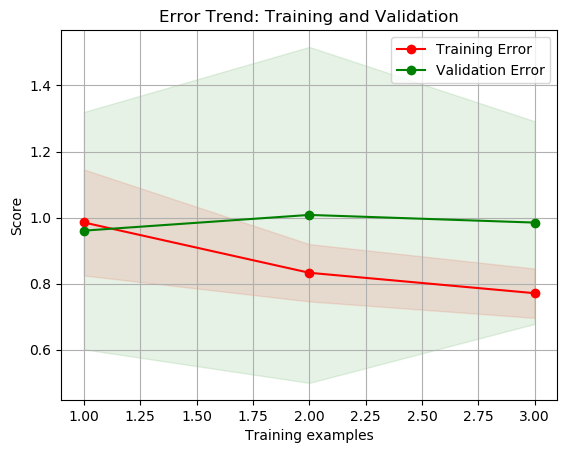 Error Trend: Training and Validation
Training Error
Validation Error
1.4
1.2
1.0
0.8
0.6
Score
1.00 1.25 1.50 1.75 2.00 2.25 2.50 2.75 3.00
Training examples